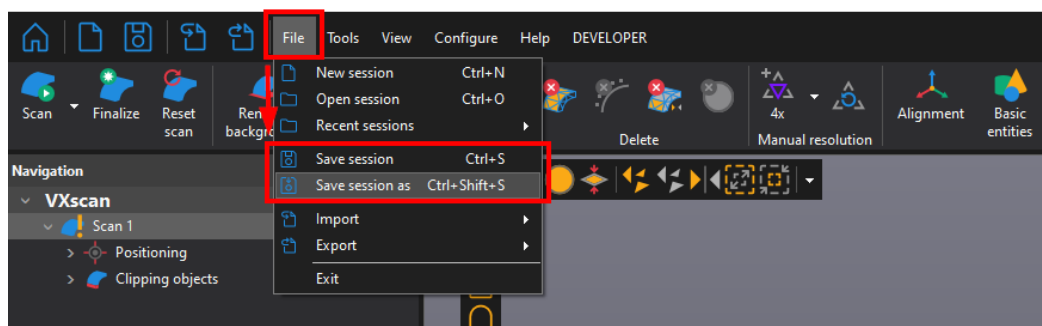 File Tools View Configure Help DEVELOPER
New session Ctrl+N
Open session Ctrl+O
Recent sessions
Save session Ctrl+S
Save session as Ctrl+Shift+S
Import
Export
Exit
Scan
Finalize
Reset
scan
Delete
4x
Manual resolution
Alignment
Basic
entities
Navigation
VXscan
Scan 1
Positioning
Clipping objects